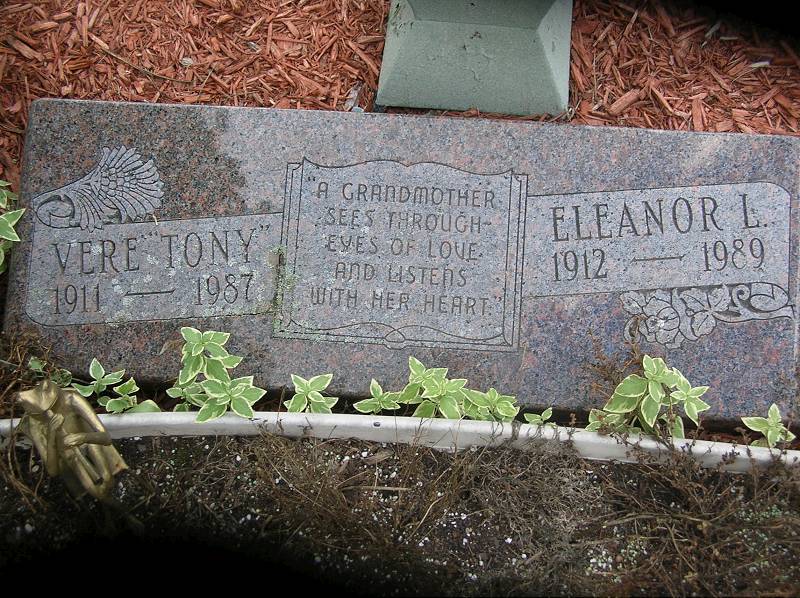 VERE "TONY"
1911 — 1987
"A GRANDMOTHER
SEES THROUGH
EYES OF LOVE
AND LISTENS
WITH HER HEART."
ELEANOR L.
1912 — 1989